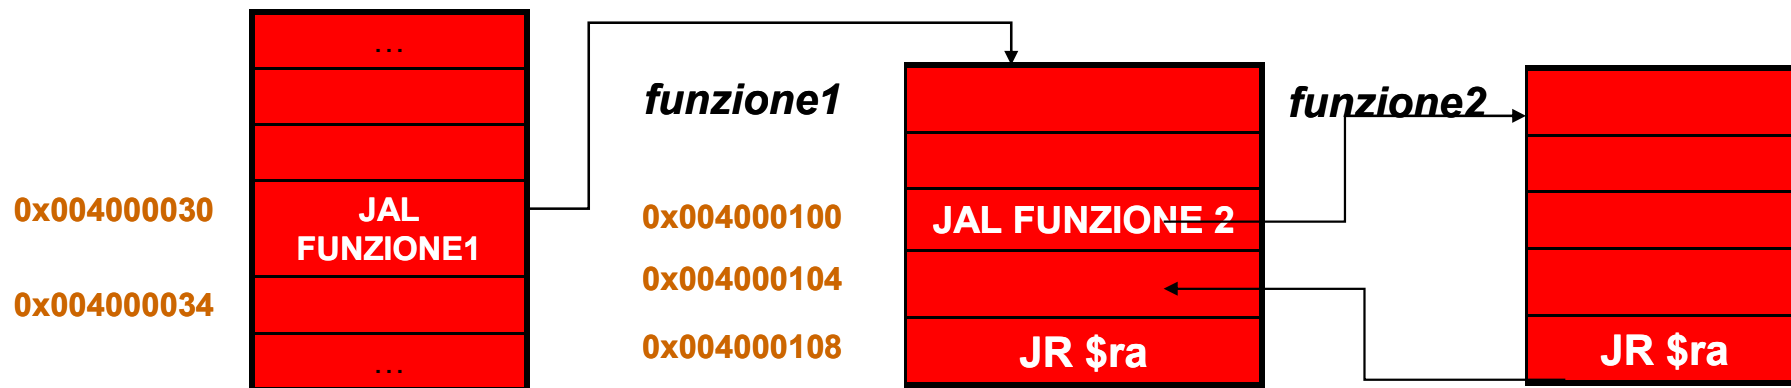 ...
0x004000030
JAL
FUNZIONE1
0x004000034
...
funzione1
0x004000100
JAL FUNZIONE 2
0x004000104
0x004000108
JR $ra
funzione2
JR $ra